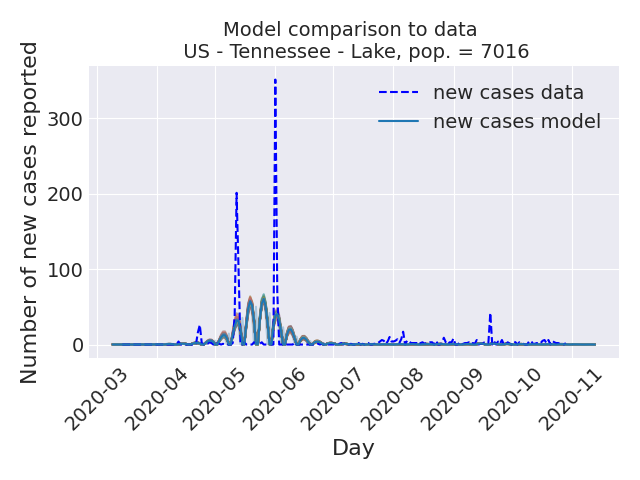 Model comparison to data
US - Tennessee - Lake, pop. = 7016
Number of new cases reported
300
200
100
0
new cases data
new cases model
2020-03
2020-04
2020-05
2020-06
2020-07
2020-08
2020-09
2020-10
2020-11
Day